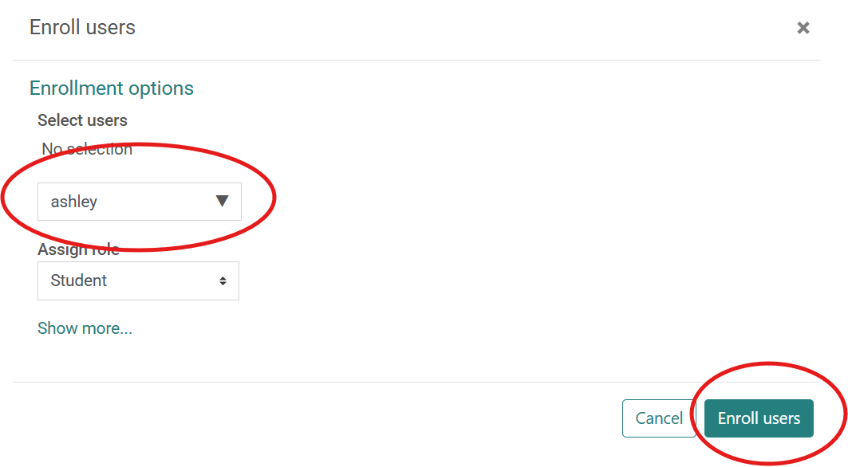 Enroll users
Enrollment options
Select users
No selection
ashley
Assign role
Student
Show more...
Cancel Enroll users